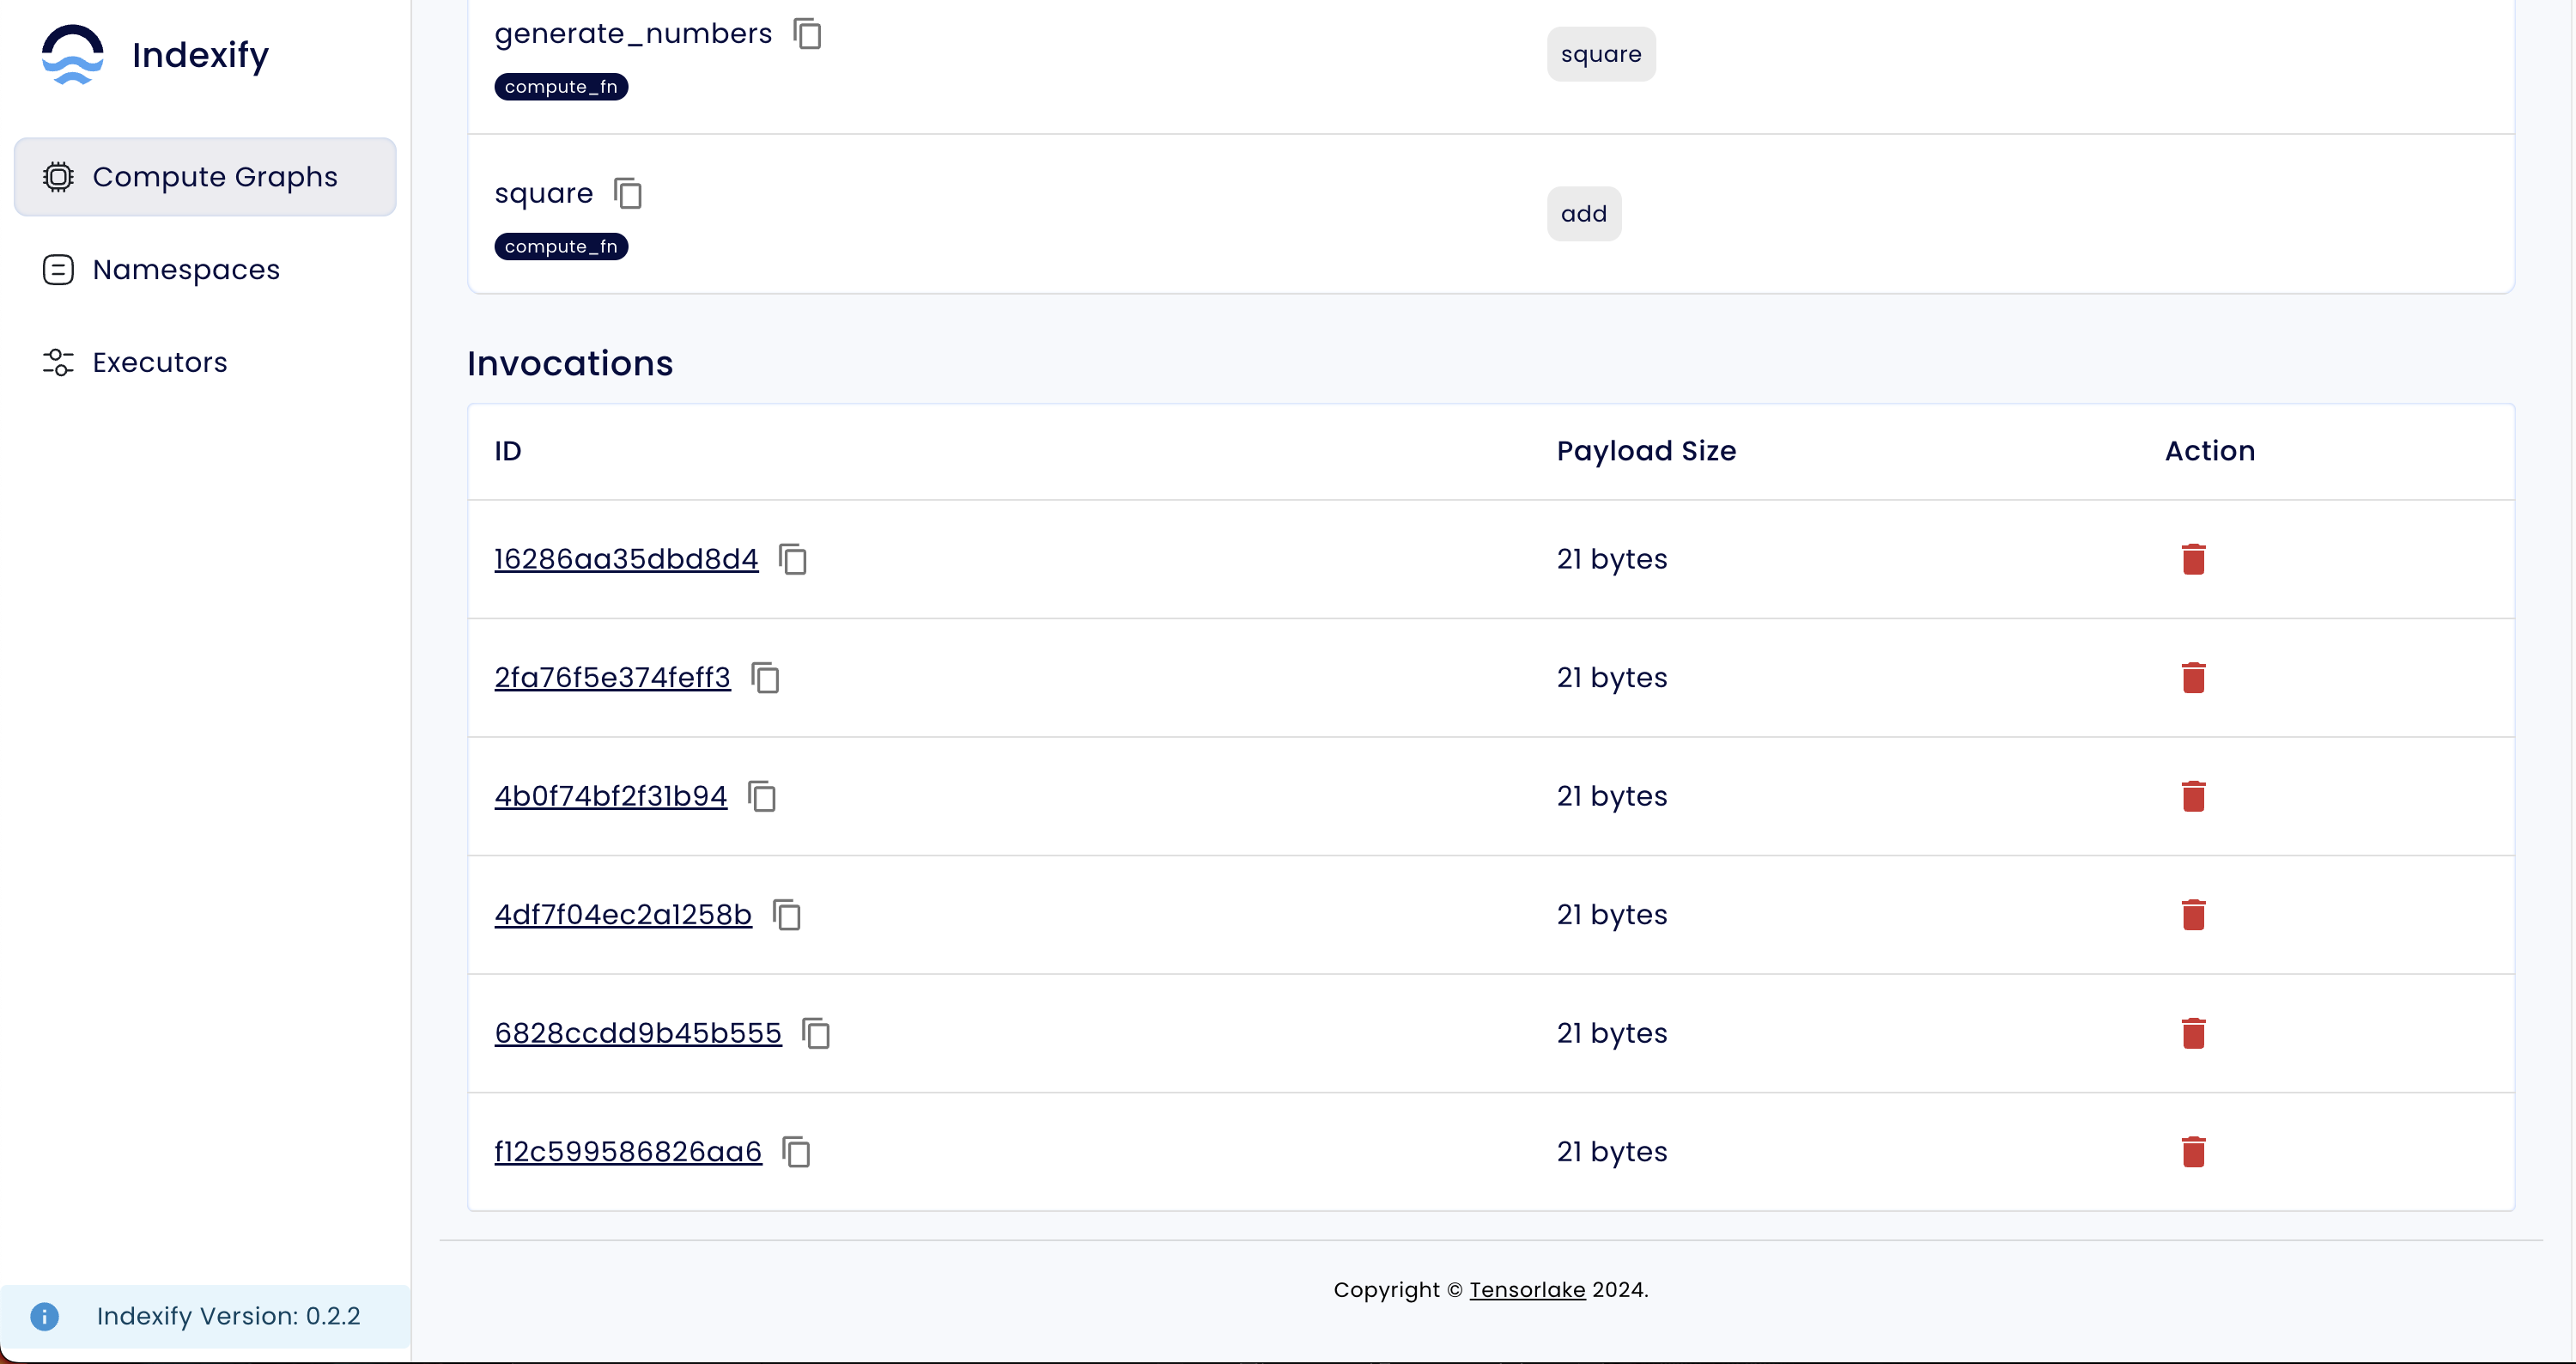 Indexify
Compute Graphs
Namespaces
Executors
Indexify Version: 0.2.2
generate_numbers
compute_fn
square
square
compute_fn
add
Invocations
ID Payload Size Action
16286aa35dbd8d4 21 bytes
2fa76f5e374feff3 21 bytes
4b0f74bf2f31b94 21 bytes
4df7f04ec2a1258b 21 bytes
6828ccdd9b45b555 21 bytes
f12c599586826aa6 21 bytes
Copyright © Tensorlake 2024.